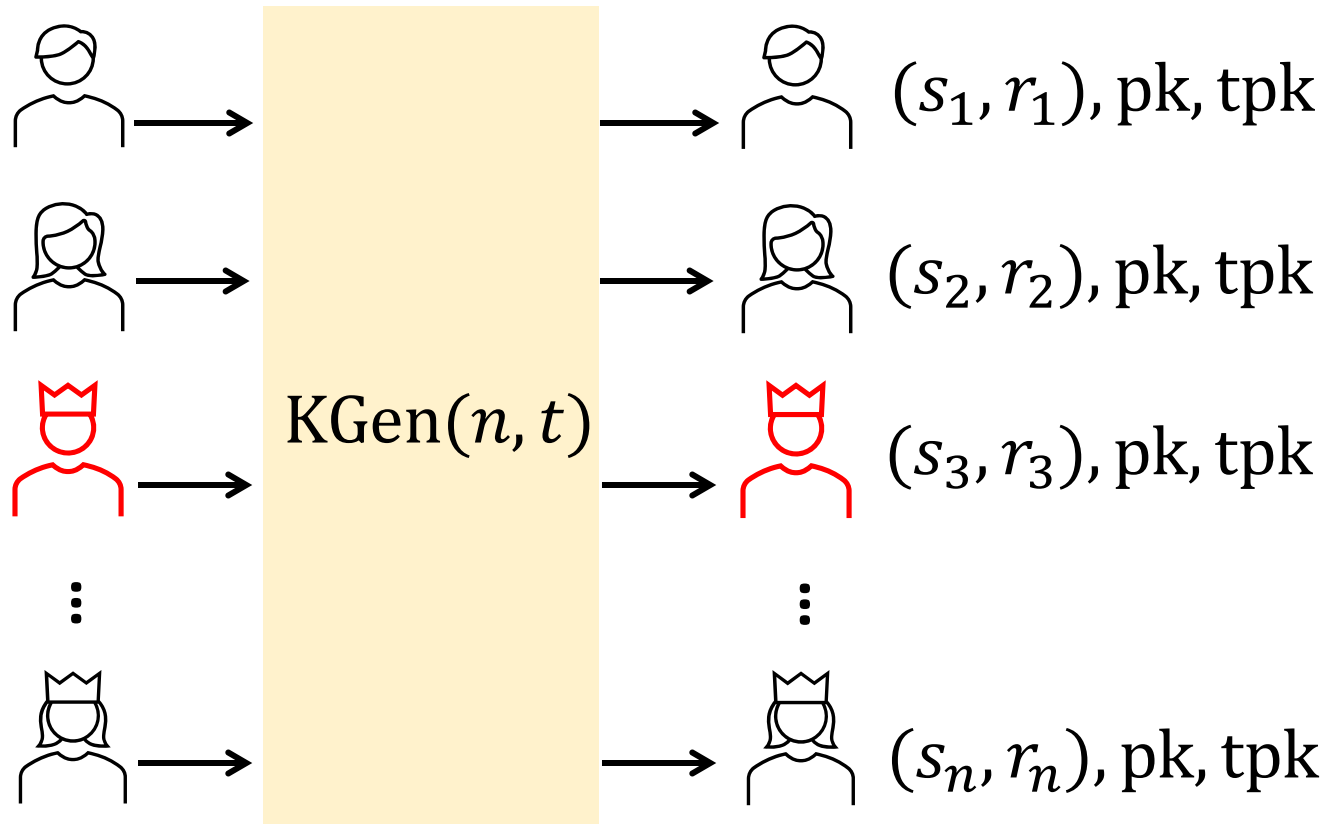 (s₁, r₁), pk, tpk
(s₂, r₂), pk, tpk
KGen(n, t)
(s₃, r₃), pk, tpk
⋮ ⋮
(sₙ, rₙ), pk, tpk